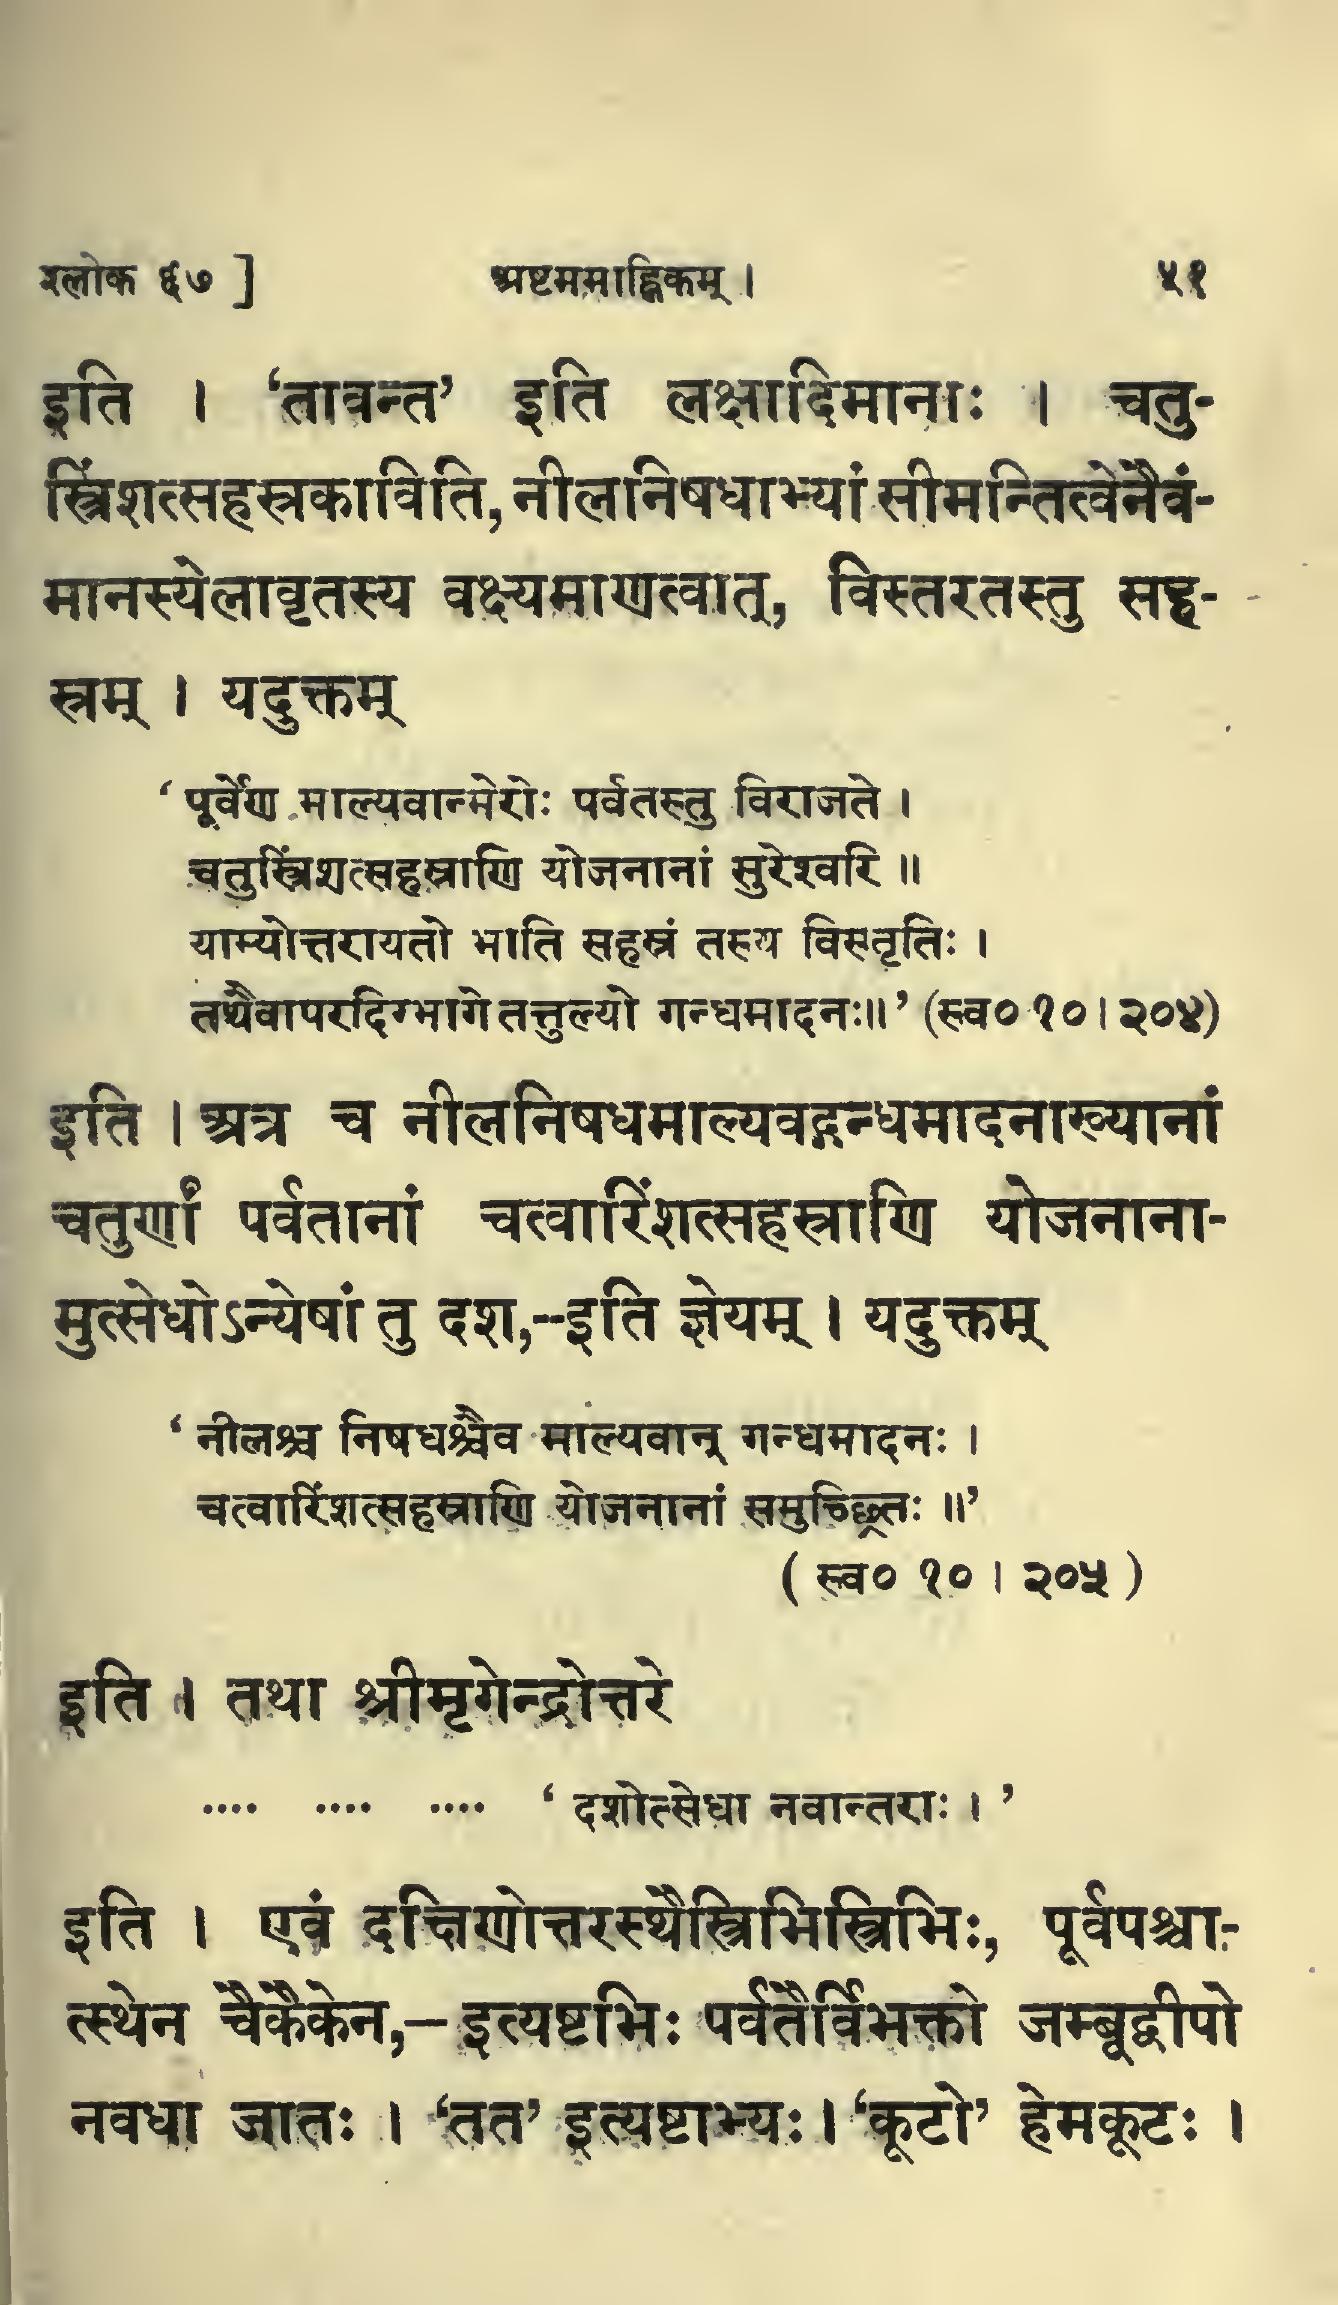 श्लोक ६७ ]
अष्टममाह्निकम् ।
५१
इति । ‘तावन्त’ इति लक्षादिमानाः । चतु-
स्त्रिंशत्सहस्रकाविति, नीलनिषधाभ्यां सीमन्तितत्वेनैवं-
मानस्येलावृतस्य वक्ष्यमाणत्वात्, विस्तरतस्तु सह-
स्रम् । यदुक्तम्
‘ पूर्वेण माल्यवान्मेरोः पर्वतस्तु विराजते ।
चतुस्त्रिंशत्सहस्राणि योजनानां सुरेश्वरि ॥
याम्योत्तरायतो भाति सहस्रं तस्य विस्तृतिः ।
तथैवापरदिग्भागे तत्तुल्यो गन्धमादनः॥’ (स्व० १० । २०४)
इति । अत्र च नीलनिषधमाल्यवद्गन्धमादनाख्यानां
चतुर्णां पर्वतानां चत्वारिंशत्सहस्राणि योजनाना-
मुत्सेधोऽन्येषां तु दश,--इति ज्ञेयम् । यदुक्तम्
‘ नीलश्च निषधश्चैव माल्यवान् गन्धमादनः ।
चत्वारिंशत्सहस्राणि योजनानां समुच्छ्रितः ॥’
( स्व० १० । २०५ )
इति । तथा श्रीमृगेन्द्रोत्तरे
.... .... .... ‘ दशोत्सेधा नवान्तराः । ’
इति । एवं दक्षिणोत्तरस्थैस्त्रिभिस्त्रिभिः, पूर्वपश्चा-
त्स्थेन चैकैकेन,— इत्यष्टभिः पर्वतैर्विभक्तो जम्बूद्वीपो
नवधा जातः । ‘तत’ इत्यष्टाभ्यः । ‘कूटो’ हेमकूटः ।